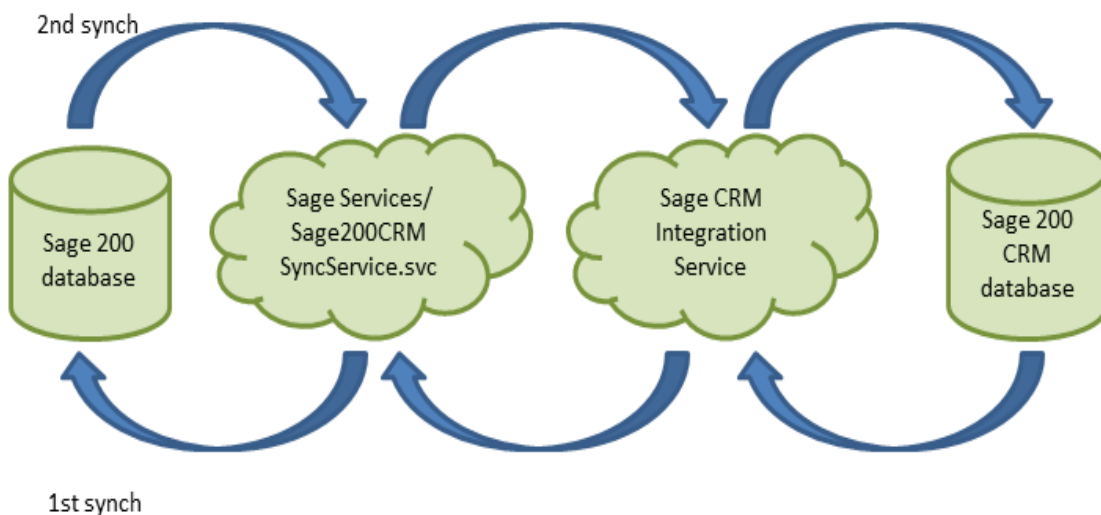 2nd synch
Sage 200
database
Sage Services/
Sage200CRM
SyncService.svc
Sage CRM
Integration
Service
Sage 200
CRM
database
1st synch